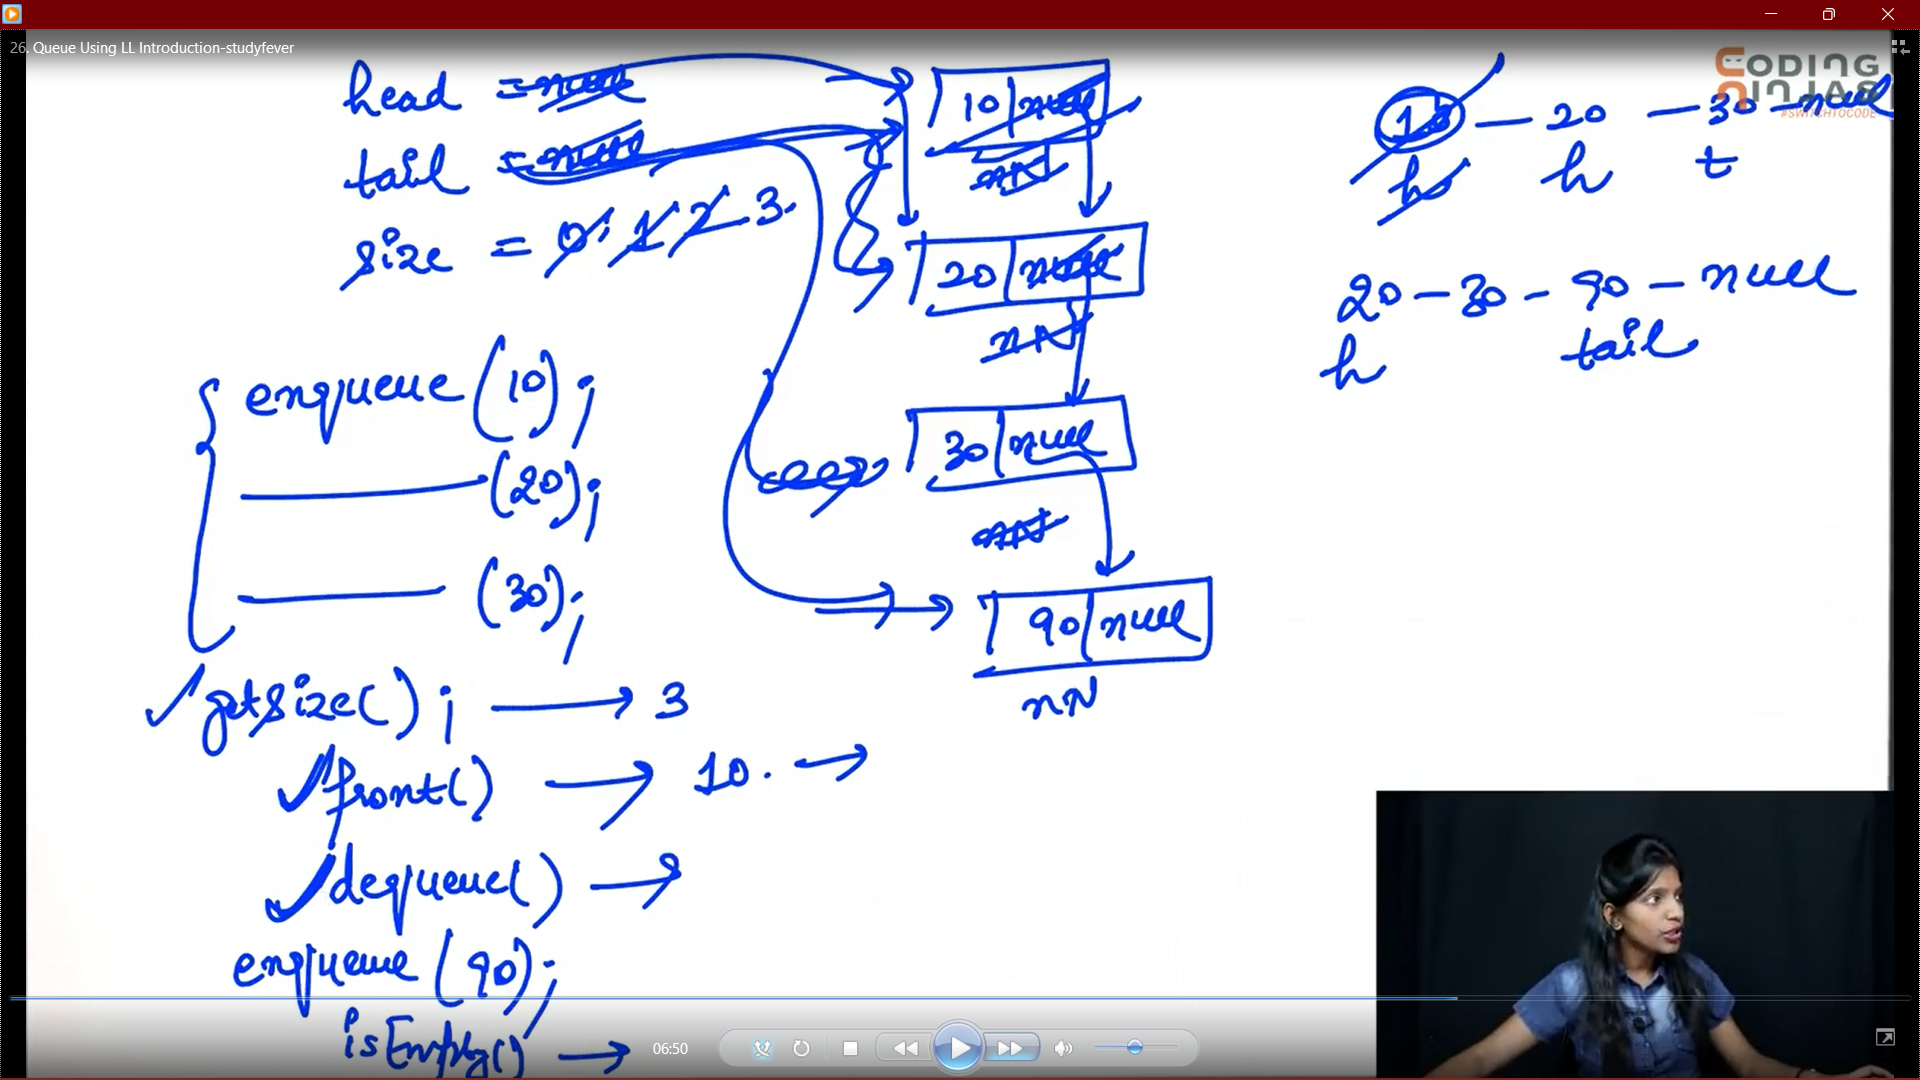 26. Queue Using LL Introduction-studyfever
CODING
NINJAS
#SWITCHTOCODE
head = null
tail = null
size = 0 1 2 3
enqueue (10);
(20);
(30);
getsize(); → 3
front() → 10. →
dequeue() →
enqueue (90);
isEmpty() →
10 | null
nN
20 | null
nN
30 | null
nN
90 | null
nN
10 — 20 — 30 — null
h h t
20 — 30 — 90 — null
h tail
06:50